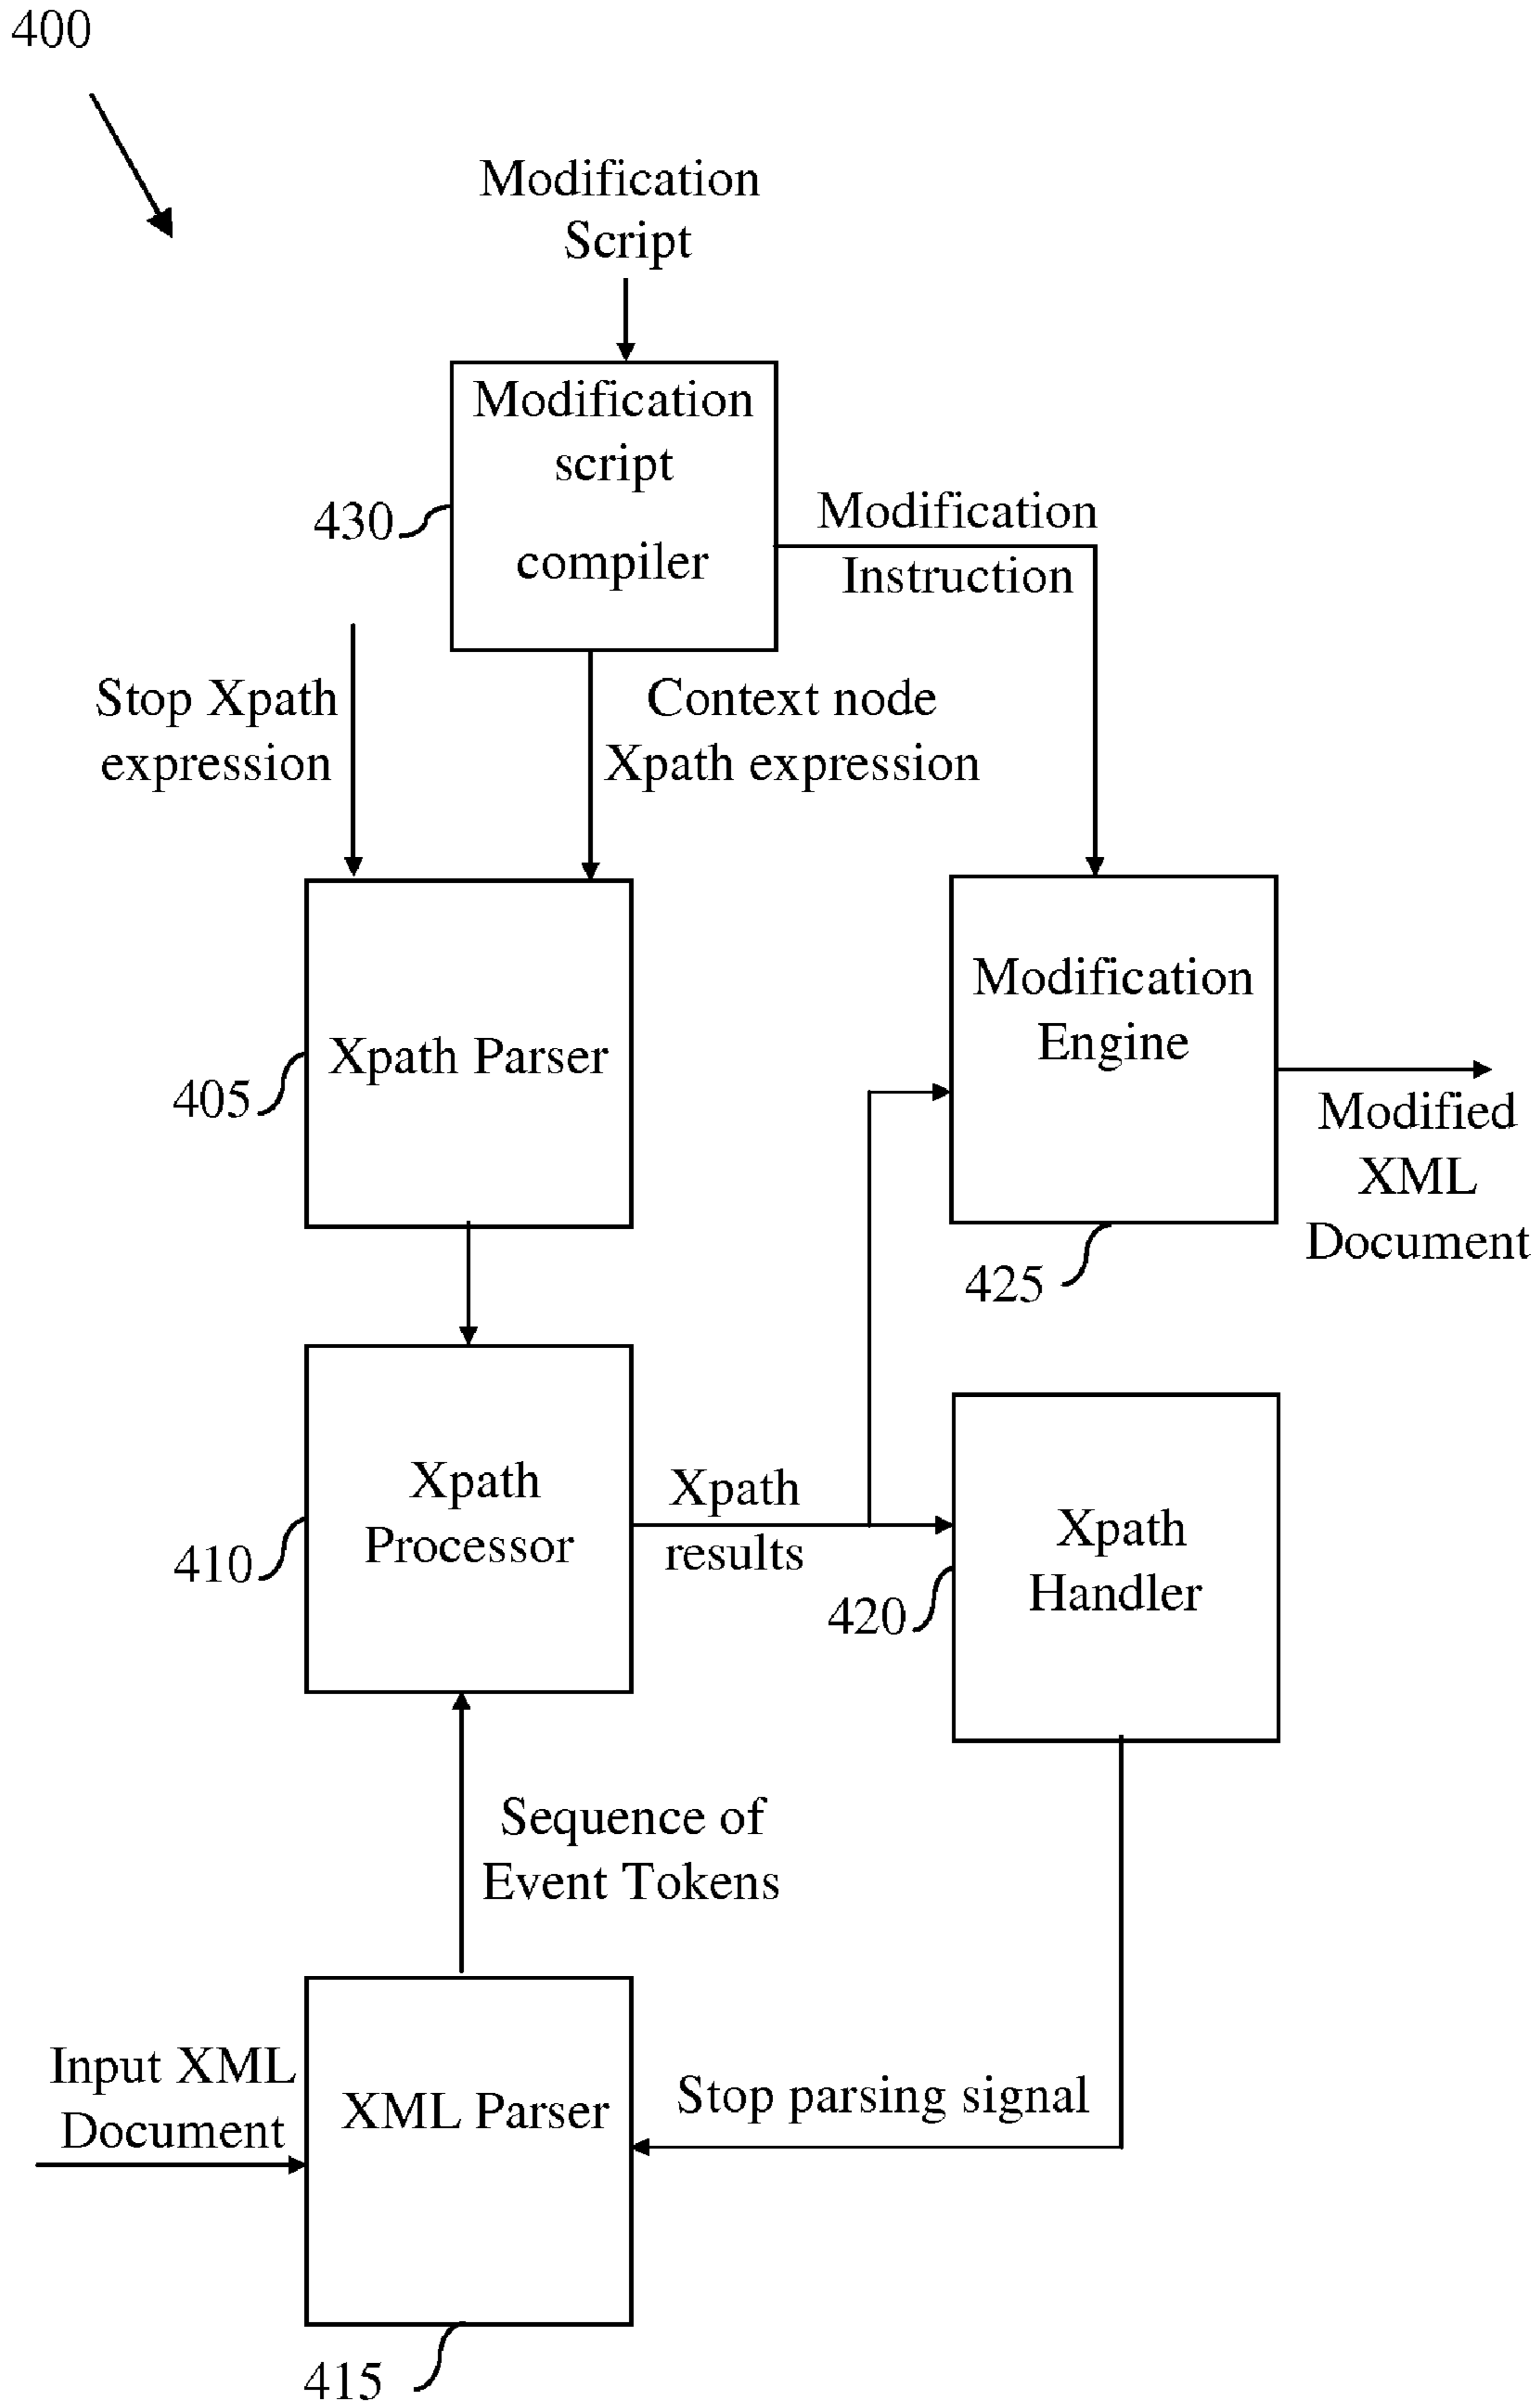 400
Modification
Script
Modification
script
compiler
430
Modification
Instruction
Stop Xpath
expression
Context node
Xpath expression
Xpath Parser
405
Modification
Engine
425
Modified
XML
Document
Xpath
Processor
410
Xpath
results
Xpath
Handler
420
Sequence of
Event Tokens
Input XML
Document
XML Parser
415
Stop parsing signal